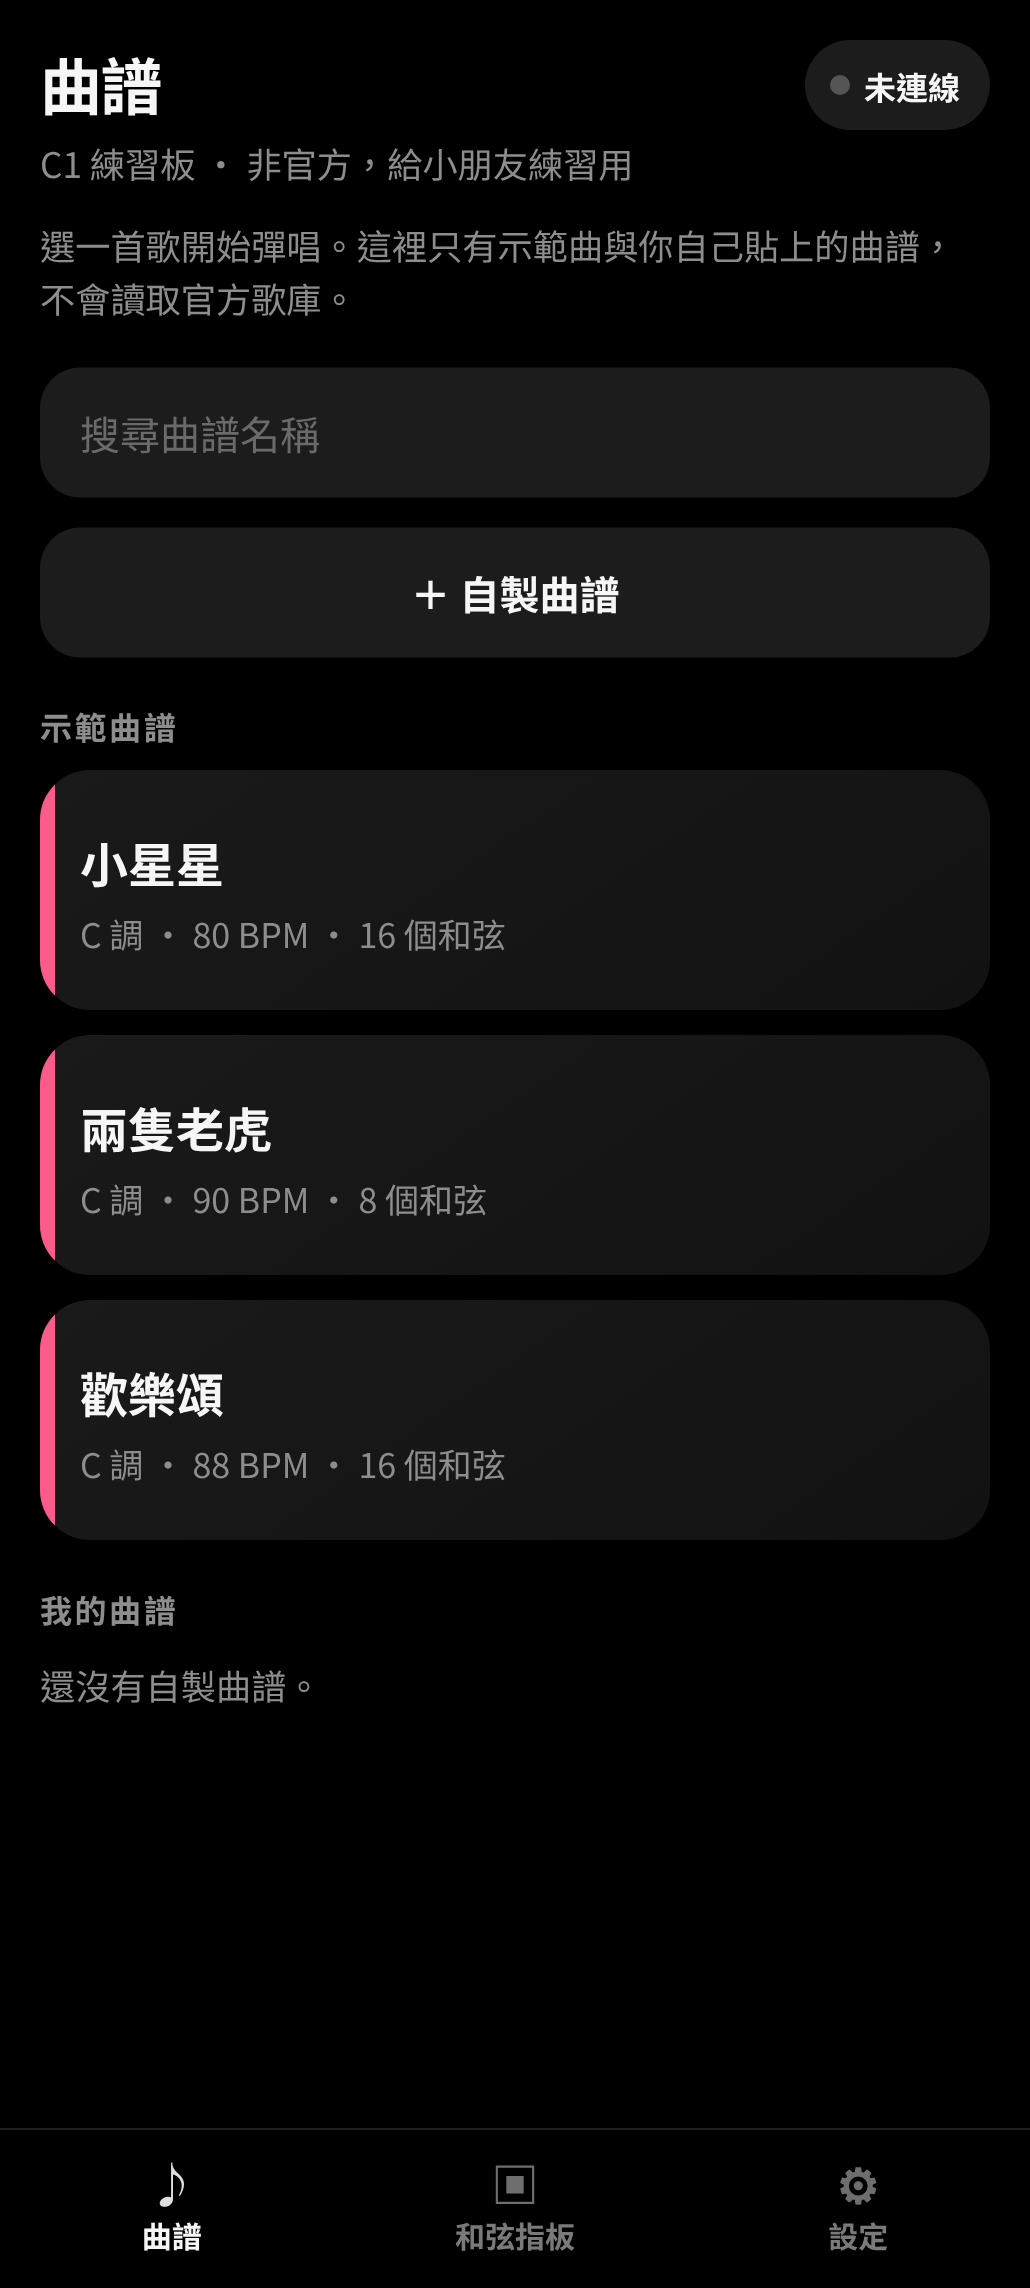 曲譜
未連線
C1 練習板 · 非官方，給小朋友練習用
選一首歌開始彈唱。這裡只有示範曲與你自己貼上的曲譜，
不會讀取官方歌庫。
搜尋曲譜名稱
＋ 自製曲譜
示範曲譜
小星星
C 調 · 80 BPM · 16 個和弦
兩隻老虎
C 調 · 90 BPM · 8 個和弦
歡樂頌
C 調 · 88 BPM · 16 個和弦
我的曲譜
還沒有自製曲譜。
曲譜
和弦指板
設定